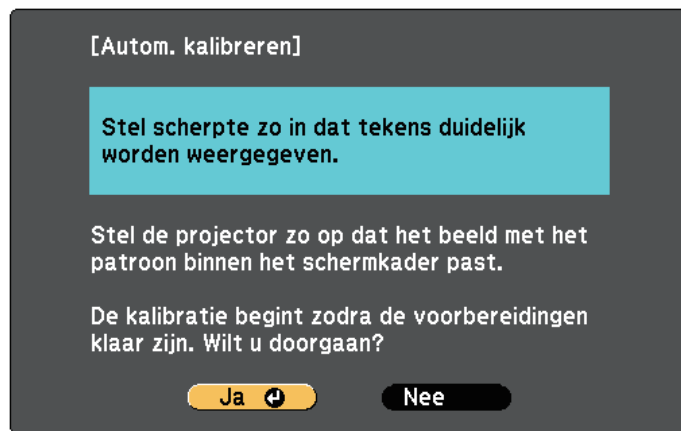 [Autom. kalibreren]
Stel scherpte zo in dat tekens duidelijk
worden weergegeven.
Stel de projector zo op dat het beeld met het
patroon binnen het schermkader past.
De kalibratie begint zodra de voorbereidingen
klaar zijn. Wilt u doorgaan?
Ja
Nee